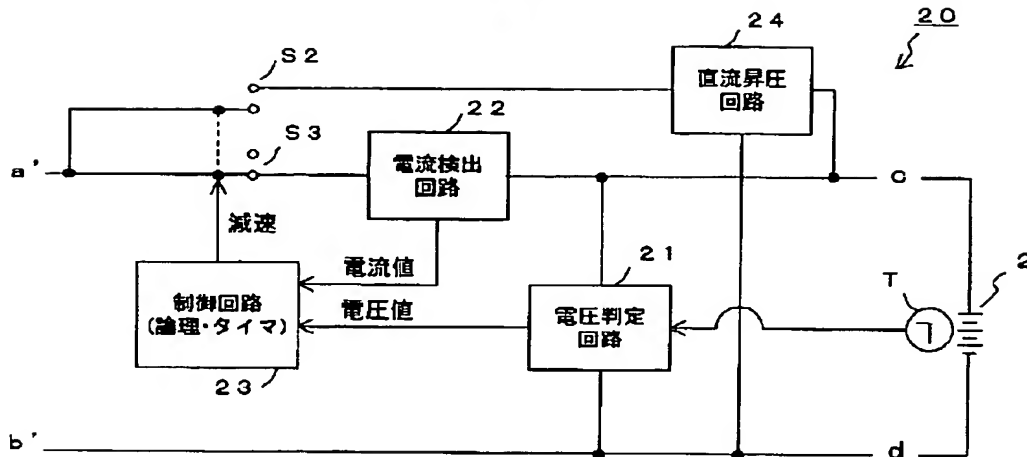 24
20
S2
直流昇圧
回路
22
S3
電流検出
回路
a'
c
減速
21
2
電流値
T
制御回路
(論理・タイマ)
電圧値
電圧判定
回路
23
b'
d